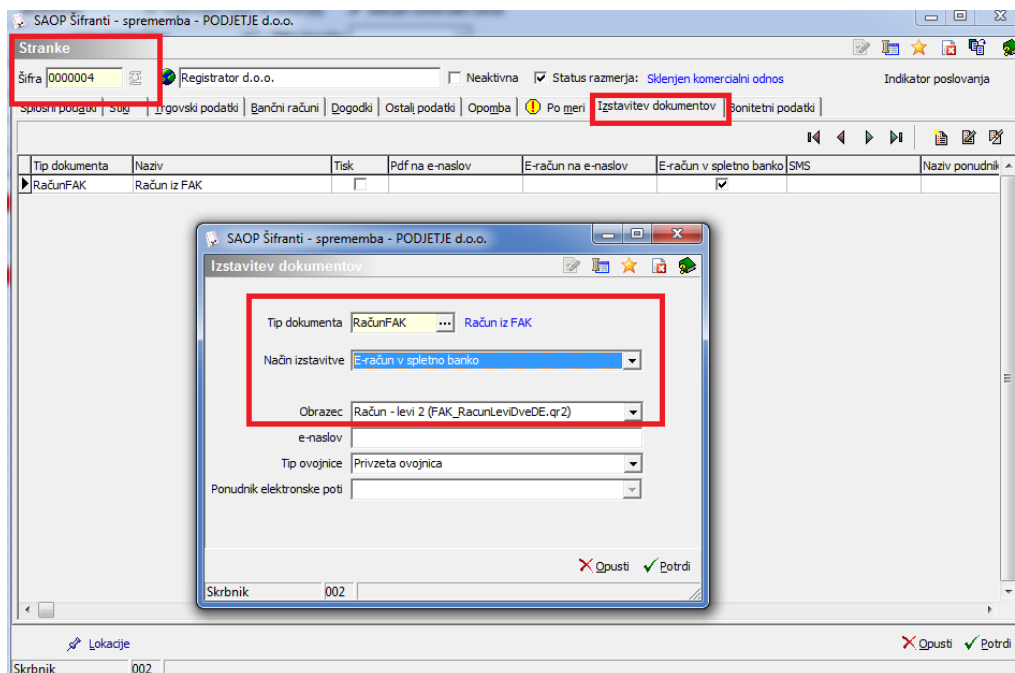 SAOP Šifranti - sprememba - PODJETJE d.o.o.
Stranke
Šifra 0000004 Registrator d.o.o. Neaktivna Status razmerja: Sklenjen komercialni odnos Indikator poslovanja
Splošni podatki Stiki Trgovski podatki Bančni računi Dogodki Ostali podatki Opomba Po meri Izstavitev dokumentov Bonitetni podatki
Tip dokumenta Naziv Tisk Pdf na e-naslov E-račun na e-naslov E-račun v spletno banko SMS Naziv ponudnik
RačunFAK Račun iz FAK
SAOP Šifranti - sprememba - PODJETJE d.o.o.
Izstavitev dokumentov
Tip dokumenta RačunFAK ... Račun iz FAK
Način izstavitve E-račun v spletno banko
Obrazec Račun - levi 2 (FAK_RacunLeviDveDE.qr2)
e-naslov
Tip ovojnice Privzeta ovojnica
Ponudnik elektronske poti
Opusti Potrdi
Skrbnik 002
Lokacije Opusti Potrdi
Skrbnik 002